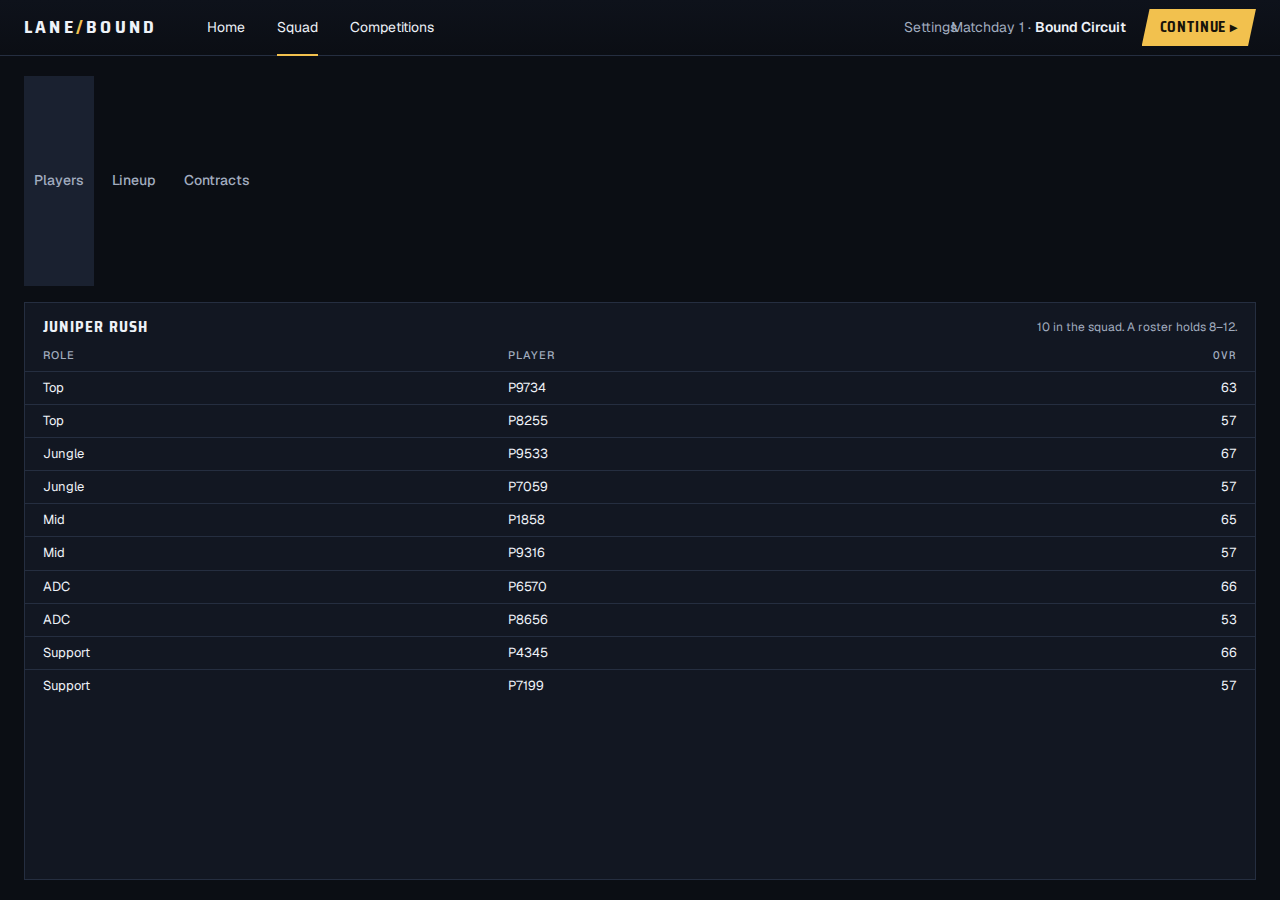 LANE/BOUND Home Squad Competitions Settings Matchday 1 · Bound Circuit CONTINUE ▸
Players Lineup Contracts
JUNIPER RUSH 10 in the squad. A roster holds 8–12.
ROLE PLAYER OVR
Top P9734 63
Top P8255 57
Jungle P9533 67
Jungle P7059 57
Mid P1858 65
Mid P9316 57
ADC P6570 66
ADC P8656 53
Support P4345 66
Support P7199 57